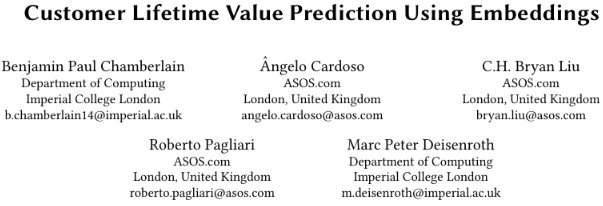 Customer Lifetime Value Prediction Using Embeddings
Benjamin Paul Chamberlain
Department of Computing
Imperial College London
b.chamberlain14@imperial.ac.uk
Ângelo Cardoso
ASOS.com
London, United Kingdom
angelo.cardoso@asos.com
C.H. Bryan Liu
ASOS.com
London, United Kingdom
bryan.liu@asos.com
Roberto Pagliari
ASOS.com
London, United Kingdom
roberto.pagliari@asos.com
Marc Peter Deisenroth
Department of Computing
Imperial College London
m.deisenroth@imperial.ac.uk